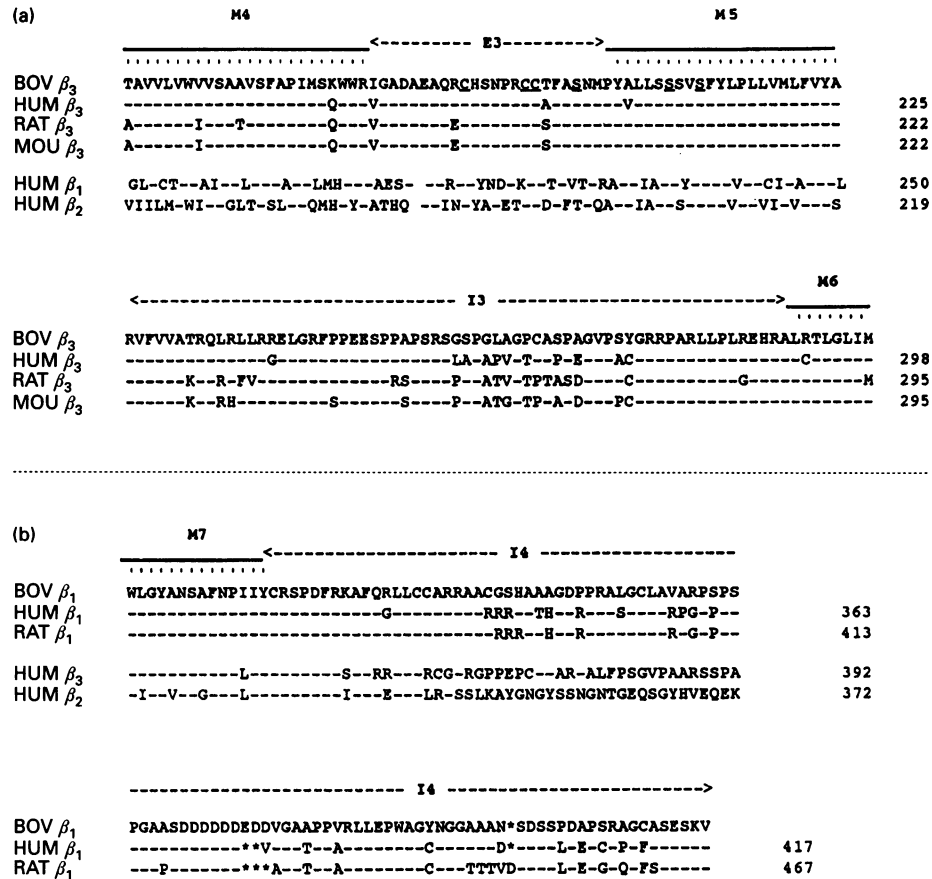 (a)
M4 M5
<-------- E3-------->
BOV β3 TAVVLVWVVSAAVSFAPIMSKWWRIGADAEAQRCHSNPRCCTFASNMPYALLSSSVSFYLPLLVMLFVYA
HUM β3 --------------------Q---V----------------A-------V--------------------- 225
RAT β3 A------I---T--------Q---V-------E--------S----------------------------- 222
MOU β3 A------I------------Q---V-------E--------S----------------------------- 222
HUM β1 GL-CT--AI--L---A--LMH---AES- --R--YND-K--T-VT-RA--IA--Y----V--CI-A---L 250
HUM β2 VIILM-WI--GLT-SL--QMH-Y-ATHQ --IN-YA-ET--D-FT-QA--IA--S----V--VI-V---S 219
M6
<-------------------------------- I3 ----------------------------->
BOV β3 RVFVVATRQLRLLRRELGRFPPEESPPAPSRSGSPGLAGPCASPAGVPSYGRRPARLLPLREHRALRTLGLIM
HUM β3 --------------G-----------------LA-APV-T--P-E---AC----------------C------ 298
RAT β3 ------K--R-FV-------------RS----P--ATV-TPTASD----C----------G-----------M 295
MOU β3 ------K--RH---------S------S----P--ATG-TP-A-D---PC----------------------- 295
(b)
M7
<----------------------- I4 --------------------
BOV β1 WLGYANSAFNPIIYCRSPDFRKAFQRLLCCARRAACGSHAAAGDPPRALGCLAVARPSPS
HUM β1 -------------------------G---------RRR--TH--R---S----RPG-P-- 363
RAT β1 ------------------------------------RRR--H--R--------R-G-P-- 413
HUM β3 -----------L---------S--RR---RCG-RGPPEPC--AR-ALFPSGVPAARSSPA 392
HUM β2 -I--V--G---L---------I---E---LR-SSLKAYGNGYSSNGNTGEQSGYHVEQEK 372
----------------------------- I4 -------------------------->
BOV β1 PGAASDDDDDDEDDVGAAPPVRLLEPWAGYNGGAAAN*SDSSPDAPSRAGCASESKV
HUM β1 -----------**V---T--A--------C------D*----L-E-C-P-F------ 417
RAT β1 ---P-------***A--T--A--------C---TTTVD----L-E-G-Q-FS----- 467